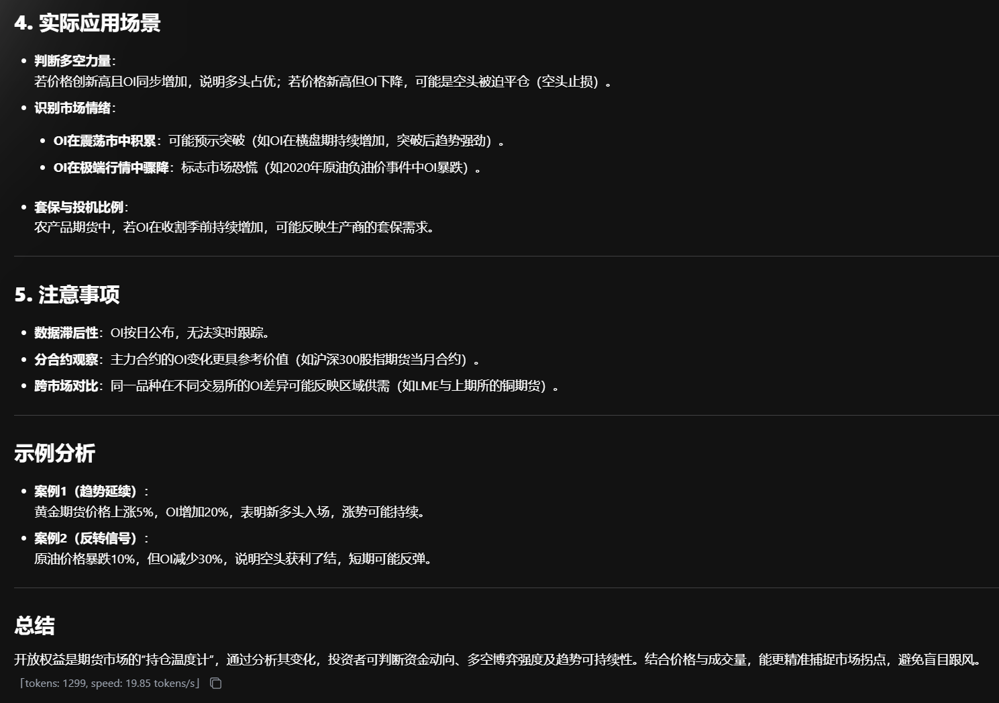 4. 实际应用场景
判断多空力量：
若价格创新高且OI同步增加，说明多头占优；若价格新高但OI下降，可能是空头被迫平仓（空头止损）。
识别市场情绪：
OI在震荡市中积累：可能预示突破（如OI在横盘期持续增加，突破后趋势强劲）。
OI在极端行情中骤降：标志市场恐慌（如2020年原油负油价事件中OI暴跌）。
套保与投机比例：
农产品期货中，若OI在收割季前持续增加，可能反映生产商的套保需求。
5. 注意事项
数据滞后性：OI按日公布，无法实时跟踪。
分合约观察：主力合约的OI变化更具参考价值（如沪深300股指期货当月合约）。
跨市场对比：同一品种在不同交易所的OI差异可能反映区域供需（如LME与上期所的铜期货）。
示例分析
案例1（趋势延续）：
黄金期货价格上涨5%，OI增加20%，表明新多头入场，涨势可能持续。
案例2（反转信号）：
原油价格暴跌10%，但OI减少30%，说明空头获利了结，短期可能反弹。
总结
开放权益是期货市场的“持仓温度计”，通过分析其变化，投资者可判断资金动向、多空博弈强度及趋势可持续性。结合价格与成交量，能更精准捕捉市场拐点，避免盲目跟风。
「tokens: 1299, speed: 19.85 tokens/s」